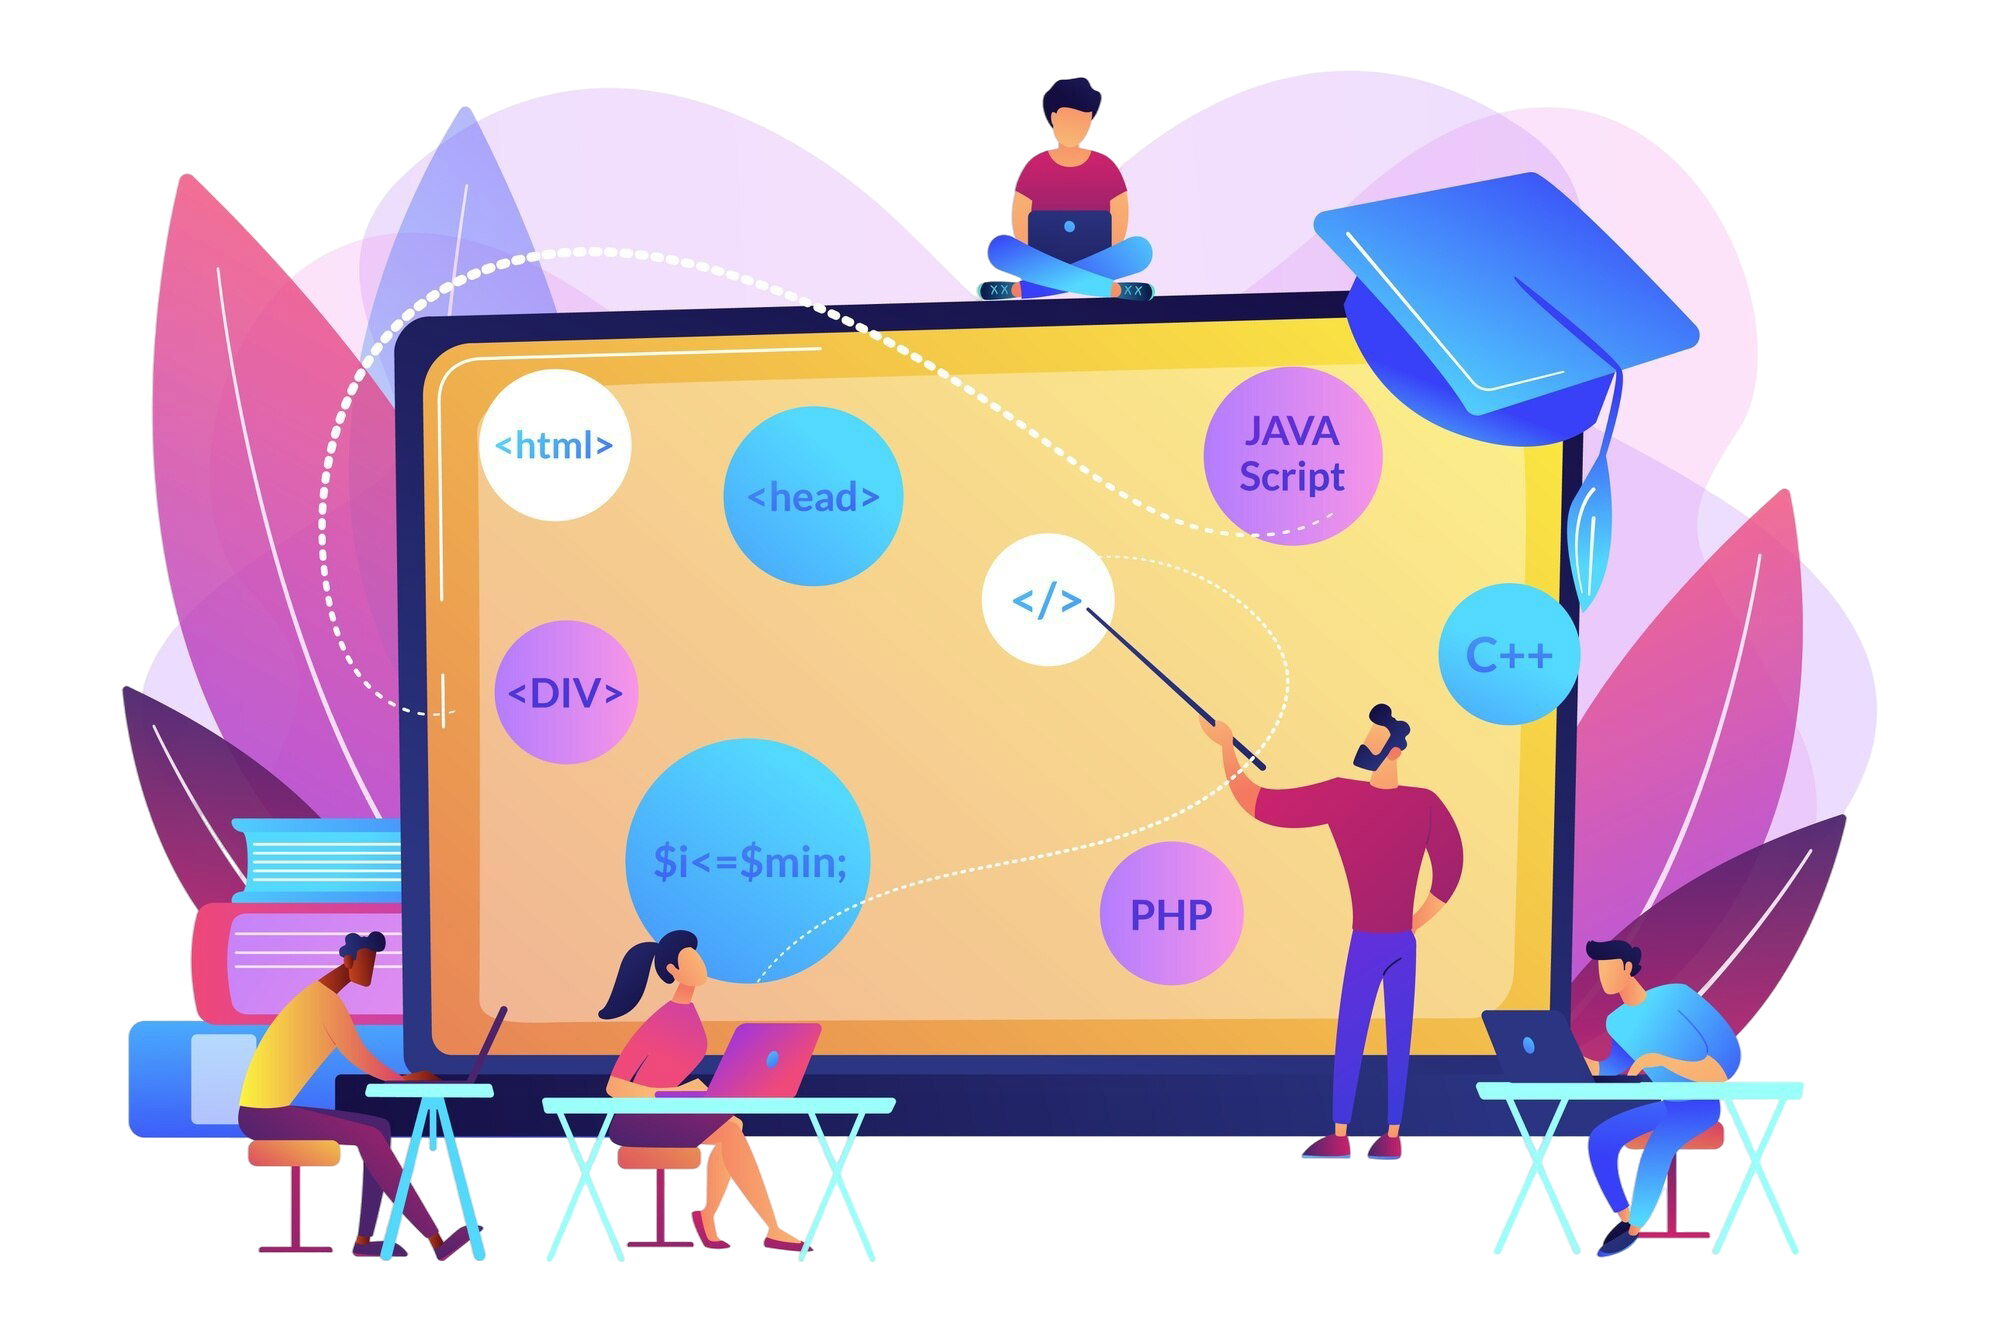 <html>
<head>
JAVA
Script
</>
C++
<DIV>
$i<=$min;
PHP